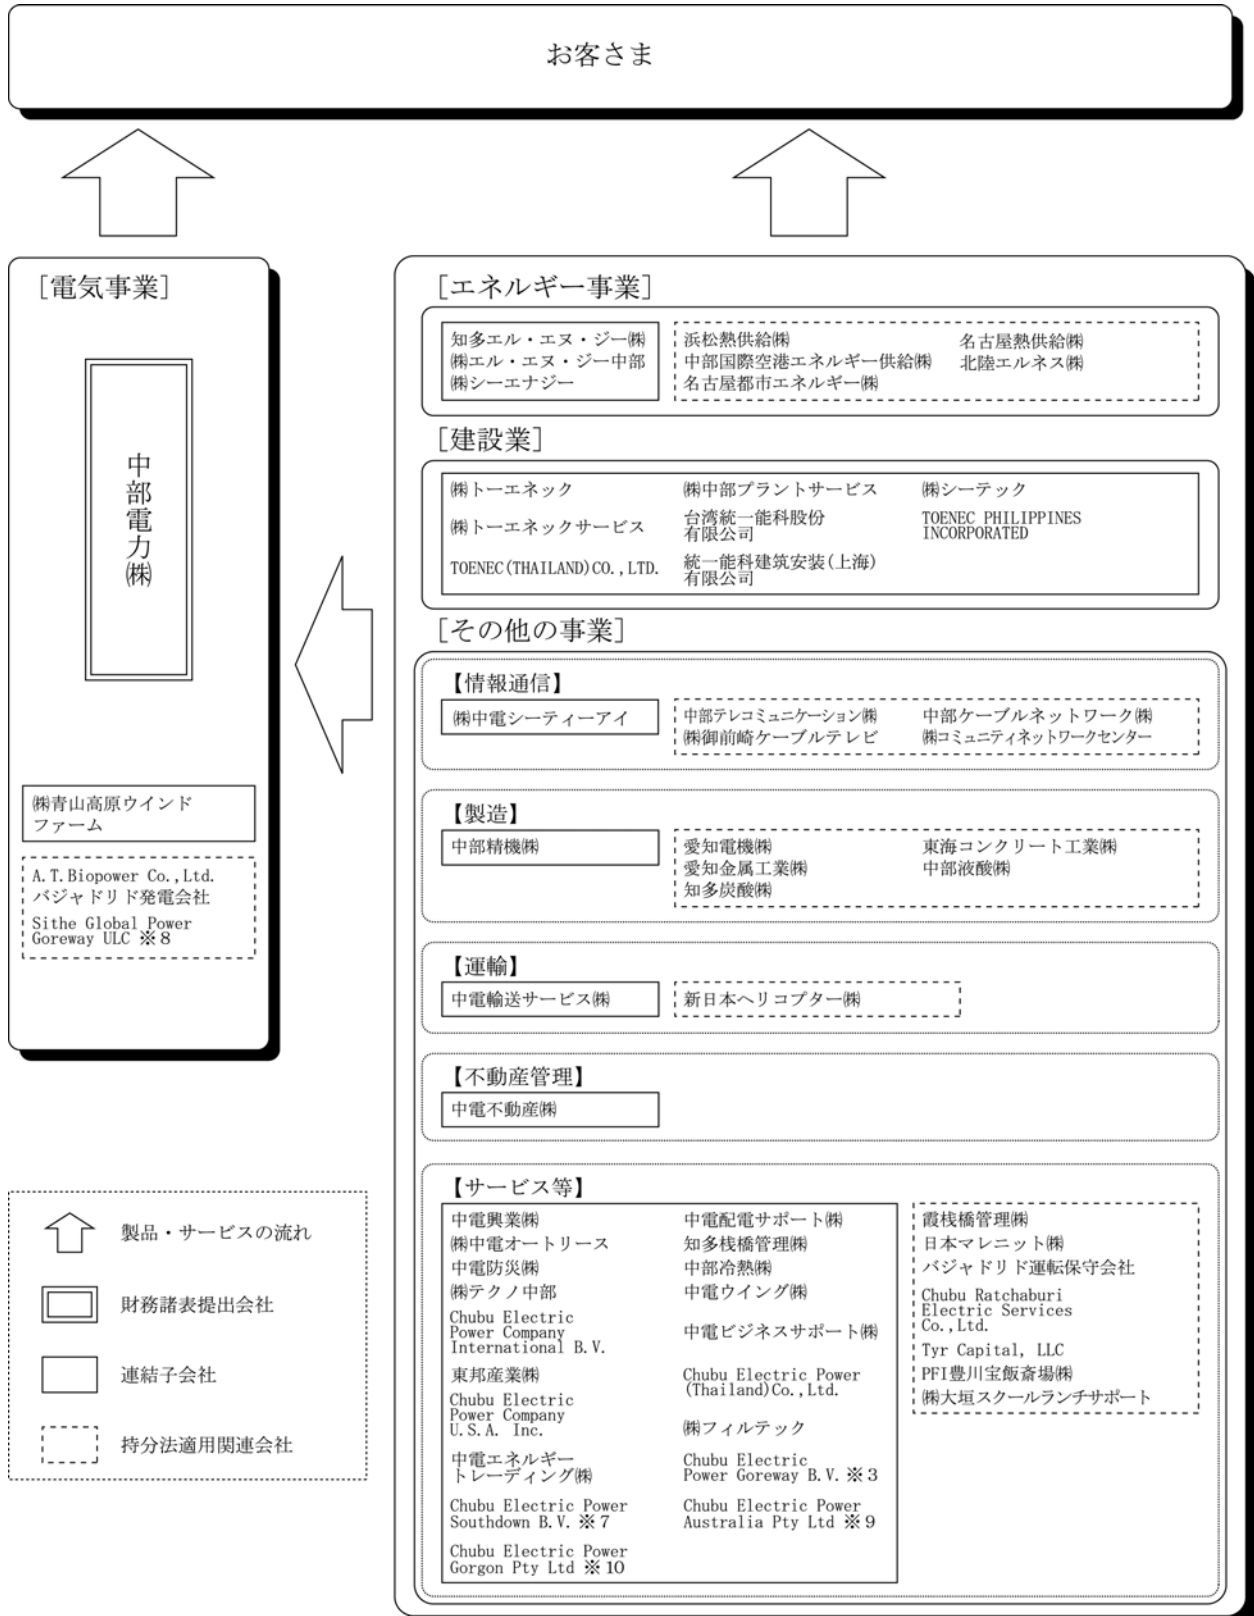 お客さま
［電気事業］
中部電力㈱
㈱青山高原ウインド
ファーム
A.T.Biopower Co.,Ltd.
バジャドリド発電会社
Sithe Global Power
Goreway ULC ※８
［エネルギー事業］
知多エル・エヌ・ジー㈱
㈱エル・エヌ・ジー中部
㈱シーエナジー
浜松熱供給㈱
名古屋熱供給㈱
中部国際空港エネルギー供給㈱
北陸エルネス㈱
名古屋都市エネルギー㈱
［建設業］
㈱トーエネック
㈱中部プラントサービス
㈱シーテック
㈱トーエネックサービス
台湾統一能科股份
有限公司
TOENEC PHILIPPINES
INCORPORATED
TOENEC(THAILAND)CO.,LTD.
統一能科建筑安装(上海)
有限公司
［その他の事業］
【情報通信】
㈱中電シーティーアイ
中部テレコミュニケーション㈱
中部ケーブルネットワーク㈱
㈱御前崎ケーブルテレビ
㈱コミュニティネットワークセンター
【製造】
中部精機㈱
愛知電機㈱
東海コンクリート工業㈱
愛知金属工業㈱
中部液酸㈱
知多炭酸㈱
【運輸】
中電輸送サービス㈱
新日本ヘリコプター㈱
【不動産管理】
中電不動産㈱
【サービス等】
中電興業㈱
中電配電サポート㈱
㈱中電オートリース
知多桟橋管理㈱
中電防災㈱
中部冷熱㈱
㈱テクノ中部
中電ウイング㈱
Chubu Electric
Power Company
International B.V.
中電ビジネスサポート㈱
東邦産業㈱
Chubu Electric Power
(Thailand)Co.,Ltd.
Chubu Electric
Power Company
U.S.A. Inc.
㈱フィルテック
中電エネルギー
トレーディング㈱
Chubu Electric
Power Goreway B.V. ※３
Chubu Electric Power
Southdown B.V. ※７
Chubu Electric Power
Australia Pty Ltd ※９
Chubu Electric Power
Gorgon Pty Ltd ※10
霞桟橋管理㈱
日本マレニット㈱
バジャドリド運転保守会社
Chubu Ratchaburi
Electric Services
Co.,Ltd.
Tyr Capital, LLC
PFI豊川宝飯斎場㈱
㈱大垣スクールランチサポート
製品・サービスの流れ
財務諸表提出会社
連結子会社
持分法適用関連会社